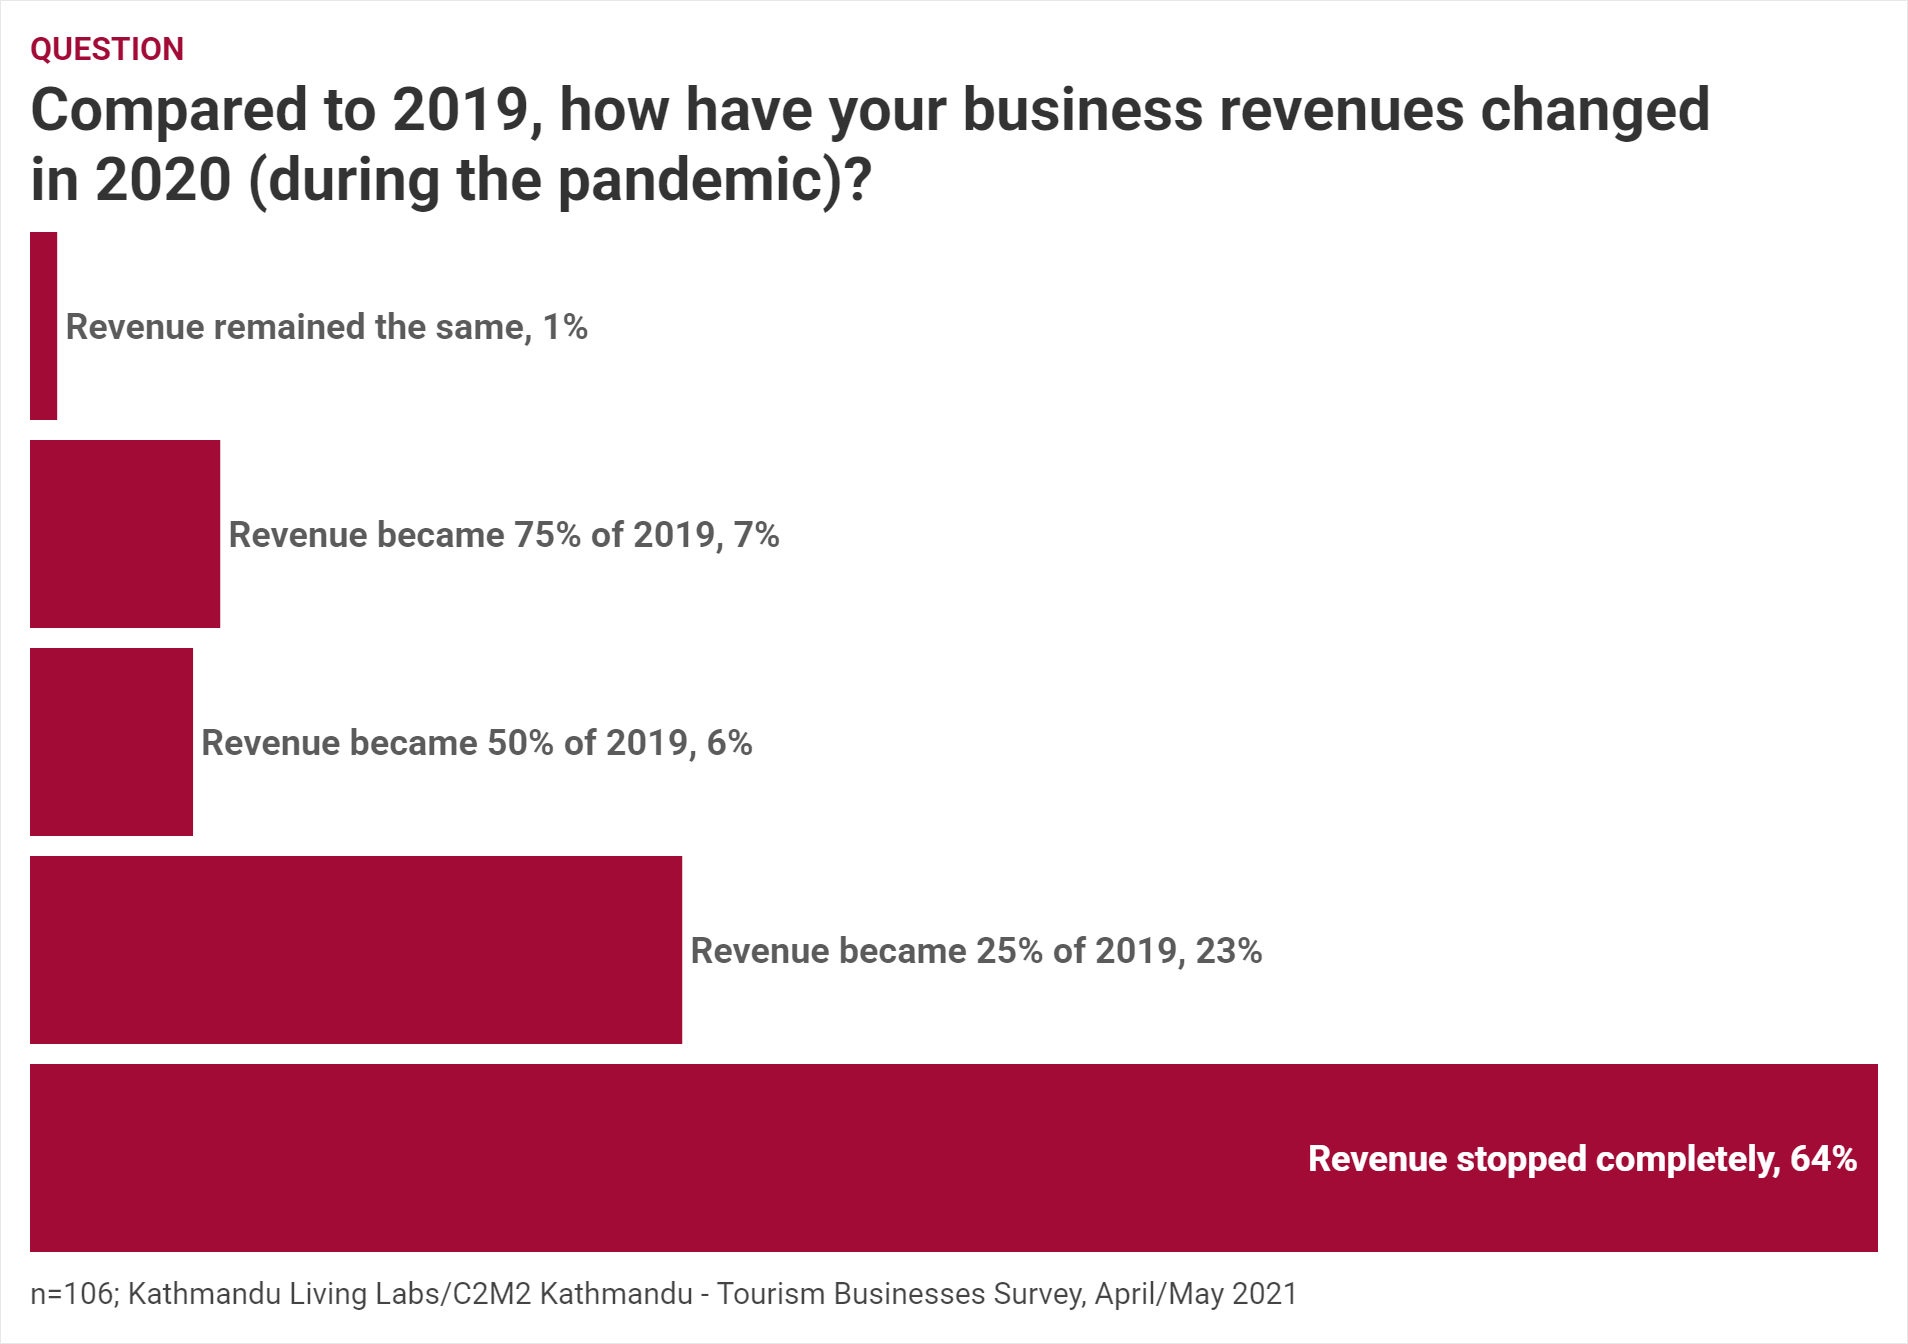 QUESTION
Compared to 2019, how have your business revenues changed
in 2020 (during the pandemic)?
Revenue remained the same, 1%
Revenue became 75% of 2019, 7%
Revenue became 50% of 2019, 6%
Revenue became 25% of 2019, 23%
Revenue stopped completely, 64%
n=106; Kathmandu Living Labs/C2M2 Kathmandu - Tourism Businesses Survey, April/May 2021